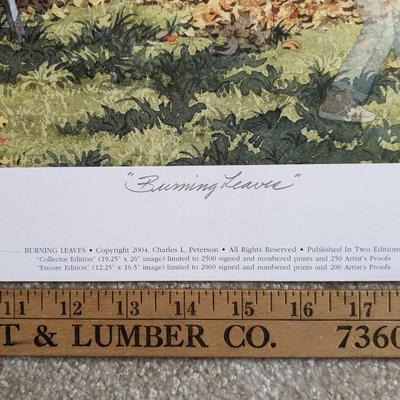 "Burning Leaves"
BURNING LEAVES • Copyright 2004, Charles L. Peterson • All Rights Reserved • Published In Two Editions
"Collector Edition" (19.25" x 26" image) limited to 2500 signed and numbered prints and 250 Artist's Proofs
"Encore Edition" (12.25" x 16.5" image) limited to 2000 signed and numbered prints and 200 Artist's Proofs
11 12 13 14 15 16 17
T & LUMBER CO. 7360